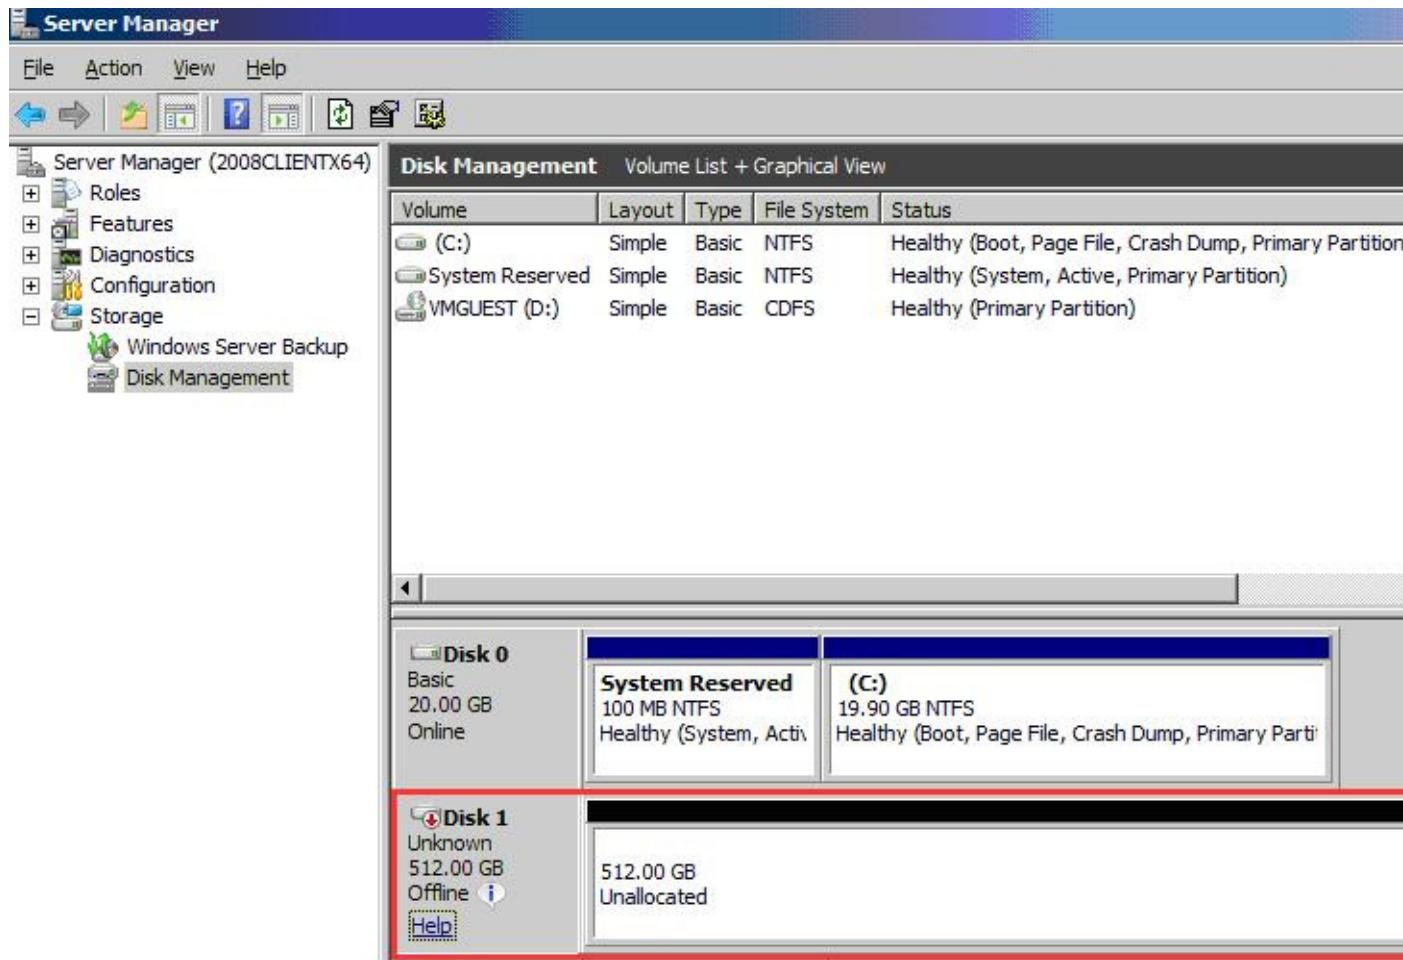 Server Manager
File Action View Help
Server Manager (2008CLIENTX64)
Roles
Features
Diagnostics
Configuration
Storage
Windows Server Backup
Disk Management
Disk Management Volume List + Graphical View
Volume Layout Type File System Status
(C:) Simple Basic NTFS Healthy (Boot, Page File, Crash Dump, Primary Partition
System Reserved Simple Basic NTFS Healthy (System, Active, Primary Partition)
VMGUEST (D:) Simple Basic CDFS Healthy (Primary Partition)
Disk 0
Basic
20.00 GB
Online
System Reserved
100 MB NTFS
Healthy (System, Activ
(C:)
19.90 GB NTFS
Healthy (Boot, Page File, Crash Dump, Primary Parti
Disk 1
Unknown
512.00 GB
Offline
Help
512.00 GB
Unallocated